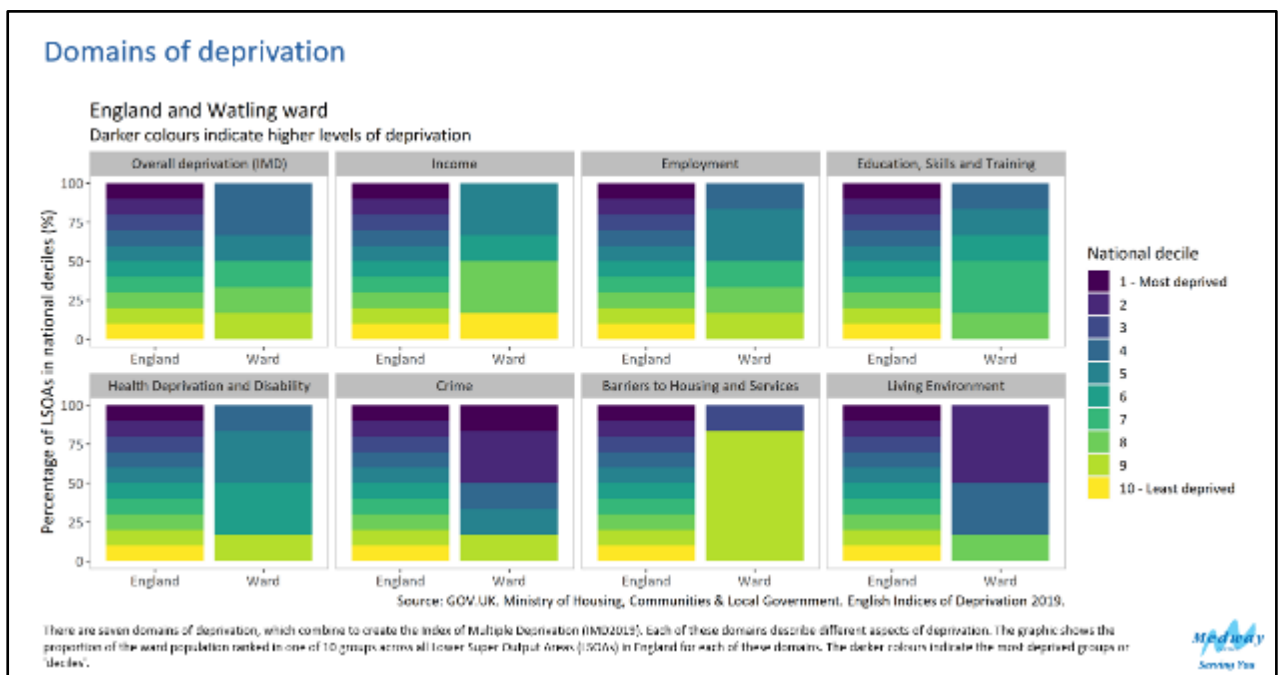 Domains of deprivation
England and Watling ward
Darker colours indicate higher levels of deprivation
Overall deprivation (IMD)
Income
Employment
Education, Skills and Training
Percentage of LSOAs in national deciles (%)
100
75
50
25
0
England
Ward
England
Ward
England
Ward
England
Ward
Health Deprivation and Disability
Crime
Barriers to Housing and Services
Living Environment
100
75
50
25
0
England
Ward
England
Ward
England
Ward
England
Ward
National decile
1 - Most deprived
2
3
4
5
6
7
8
9
10 - Least deprived
Source: GOV.UK. Ministry of Housing, Communities & Local Government. English Indices of Deprivation 2019.
There are seven domains of deprivation, which combine to create the Index of Multiple Deprivation (IMD2019). Each of these domains describe different aspects of deprivation. The graphic shows the
proportion of the ward population ranked in one of 10 groups across all Lower Super Output Areas (LSOAs) in England for each of these domains. The darker colours indicate the most deprived groups or
'deciles'.
Medway
Serving You